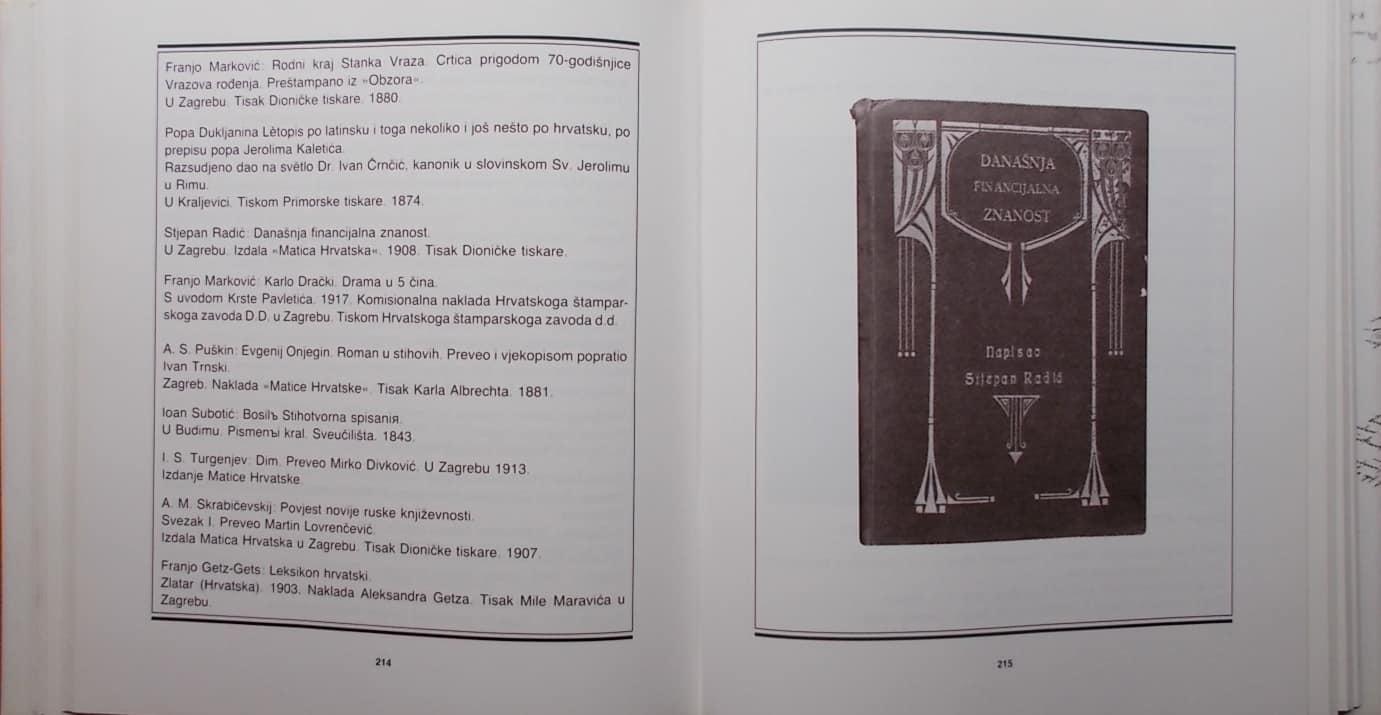 Franjo Marković: Rodni kraj Stanka Vraza. Crtica prigodom 70-godišnjice
Vrazova rođenja. Preštampano iz »Obzora«.
U Zagrebu. Tisak Dioničke tiskare. 1880.
Popa Dukljanina Lětopis po latinsku i toga nekoliko i još nešto po hrvatsku, po
prepisu popa Jerolima Kaletića.
Razsudjeno dao na světlo Dr. Ivan Črnčić, kanonik u slovinskom Sv. Jerolimu
u Rimu.
U Kraljevici. Tiskom Primorske tiskare. 1874.
Stjepan Radić: Današnja financijalna znanost.
U Zagrebu. Izdala »Matica Hrvatska«. 1908. Tisak Dioničke tiskare.
Franjo Marković: Karlo Drački. Drama u 5 čina.
S uvodom Krste Pavletića. 1917. Komisionalna naklada Hrvatskoga štampar-
skoga zavoda D.D. u Zagrebu. Tiskom Hrvatskoga štamparskoga zavoda d.d.
A. S. Puškin: Evgenij Onjegin. Roman u stihovih. Preveo i vjekopisom popratio
Ivan Trnski.
Zagreb. Naklada »Matice Hrvatske«. Tisak Karla Albrechta. 1881.
Ioan Subotić: Bosilъ Stihotvorna spisaniя.
U Budimu. Pismenы kral. Sveučilišta. 1843.
I. S. Turgenjev: Dim. Preveo Mirko Divković. U Zagrebu 1913.
Izdanje Matice Hrvatske.
A. M. Skrabičevskij: Povjest novije ruske književnosti.
Svezak I. Preveo Martin Lovrenčević.
Izdala Matica Hrvatska u Zagrebu. Tisak Dioničke tiskare. 1907.
Franjo Getz-Gets: Leksikon hrvatski.
Zlatar (Hrvatska). 1903. Naklada Aleksandra Getza. Tisak Mile Maravića u
Zagrebu.
214
DANAŠNJA
FINANCIJALNA
ZNANOST
Napisao
Stjepan Radić
215